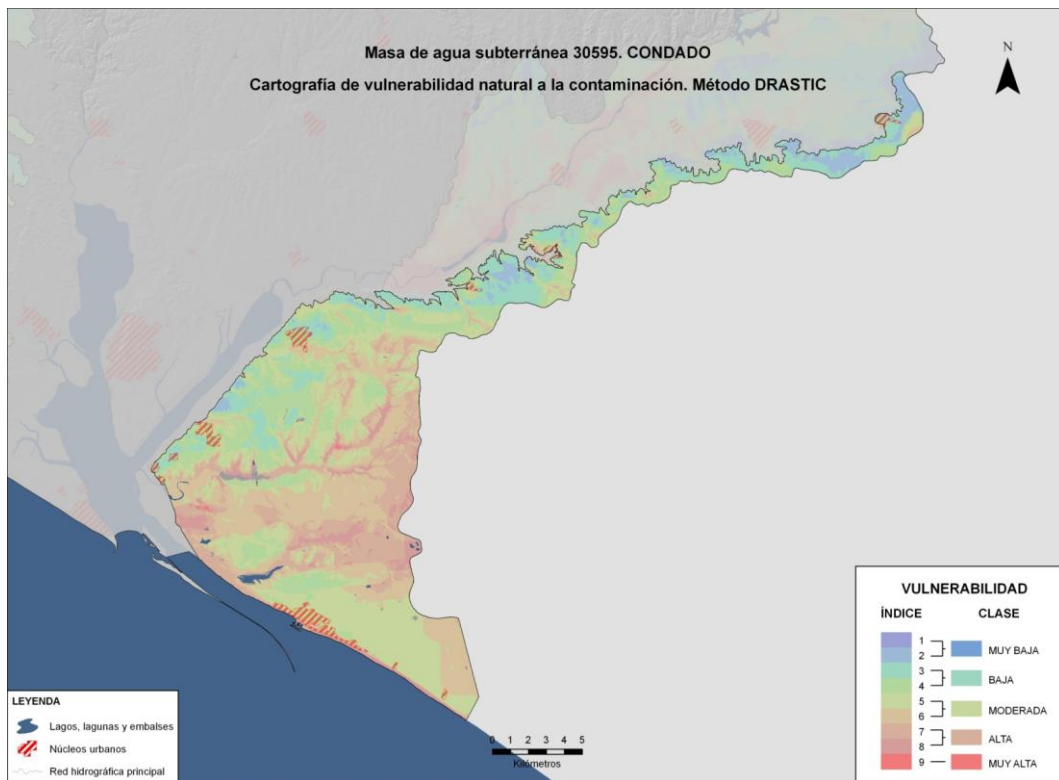 Masa de agua subterránea 30595. CONDADO
Cartografía de vulnerabilidad natural a la contaminación. Método DRASTIC
N
0 1 2 3 4 5
Kilómetros
LEYENDA
Lagos, lagunas y embalses
Núcleos urbanos
Red hidrográfica principal
VULNERABILIDAD
ÍNDICE CLASE
1
2
MUY BAJA
3
4
BAJA
5
6
MODERADA
7
8
ALTA
9
MUY ALTA